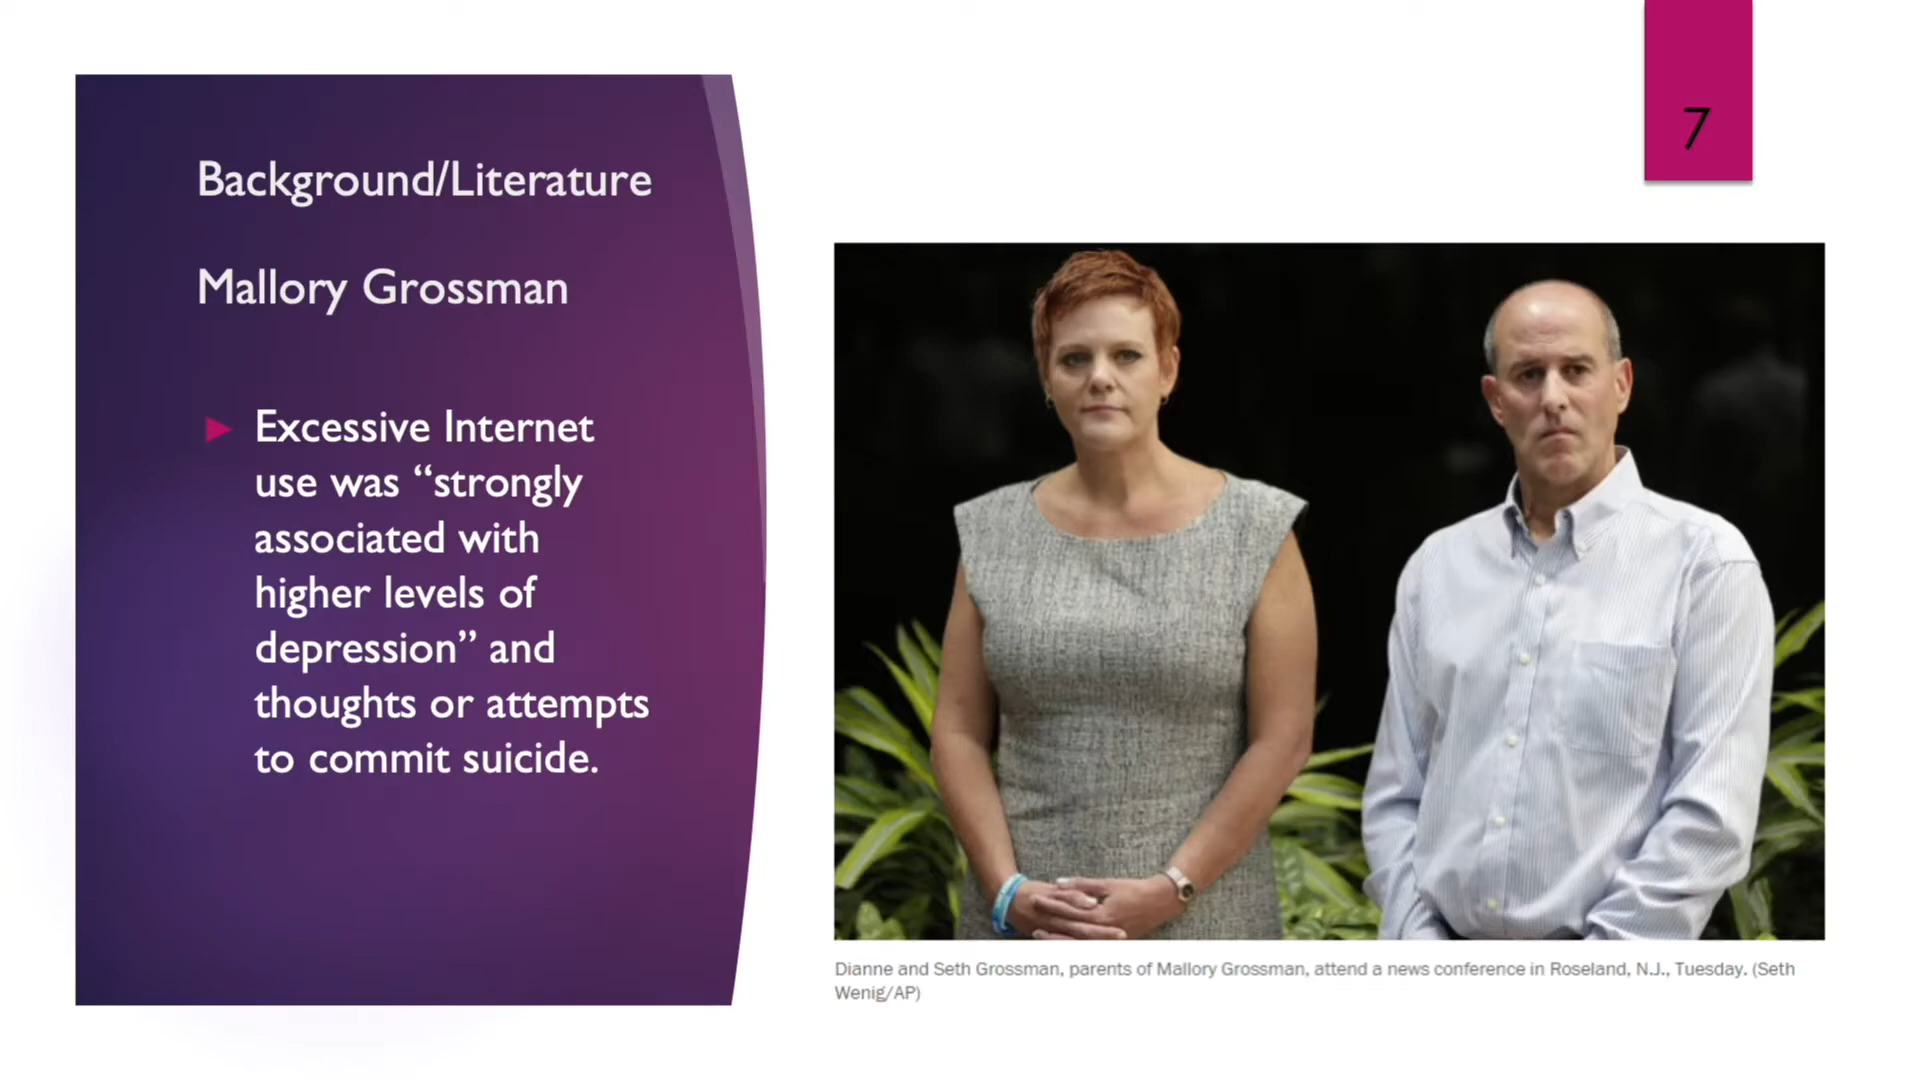 7
Background/Literature
Mallory Grossman
Excessive Internet
use was “strongly
associated with
higher levels of
depression” and
thoughts or attempts
to commit suicide.
Dianne and Seth Grossman, parents of Mallory Grossman, attend a news conference in Roseland, N.J., Tuesday. (Seth
Wenig/AP)